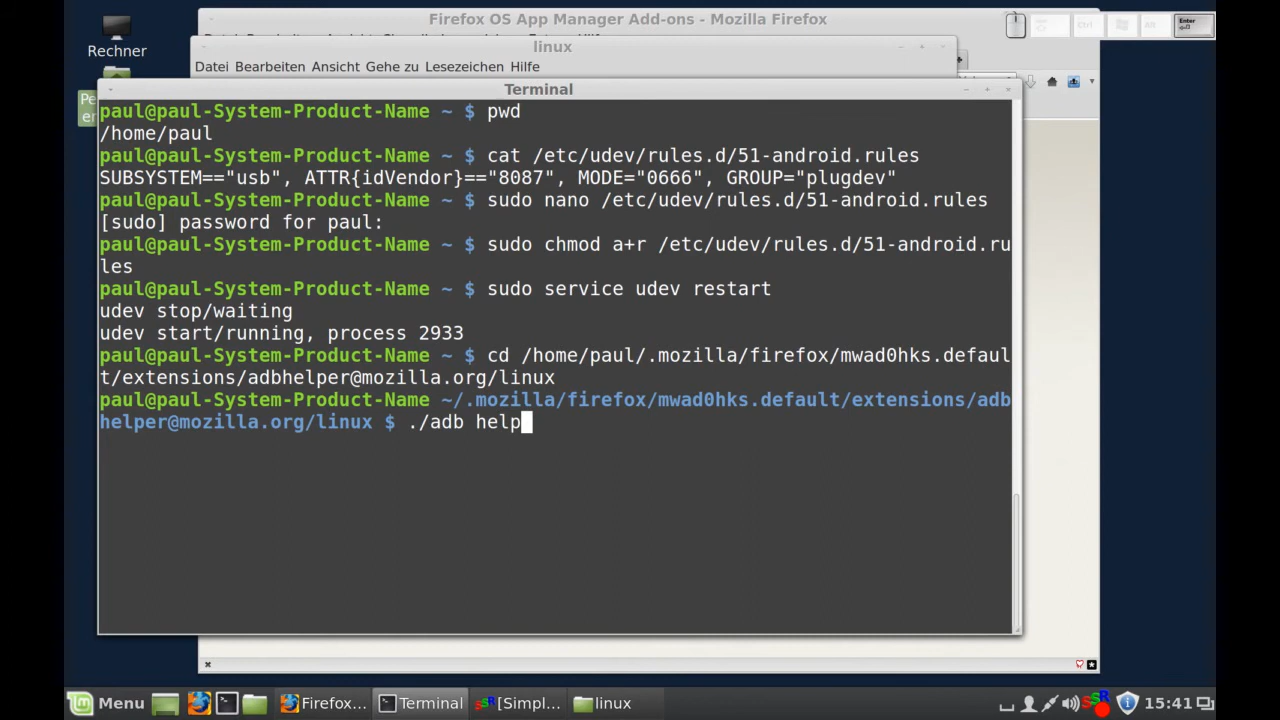 Firefox OS App Manager Add-ons - Mozilla Firefox
Enter
Rechner
linux
Datei Bearbeiten Ansicht Gehe zu Lesezeichen Hilfe
Terminal
paul@paul-System-Product-Name ~ $ pwd
/home/paul
paul@paul-System-Product-Name ~ $ cat /etc/udev/rules.d/51-android.rules
SUBSYSTEM=="usb", ATTR{idVendor}=="8087", MODE="0666", GROUP="plugdev"
paul@paul-System-Product-Name ~ $ sudo nano /etc/udev/rules.d/51-android.rules
[sudo] password for paul:
paul@paul-System-Product-Name ~ $ sudo chmod a+r /etc/udev/rules.d/51-android.ru
les
paul@paul-System-Product-Name ~ $ sudo service udev restart
udev stop/waiting
udev start/running, process 2933
paul@paul-System-Product-Name ~ $ cd /home/paul/.mozilla/firefox/mwad0hks.defaul
t/extensions/adbhelper@mozilla.org/linux
paul@paul-System-Product-Name ~/.mozilla/firefox/mwad0hks.default/extensions/adb
helper@mozilla.org/linux $ ./adb help
Menu
Firefox...
Terminal
[Simpl...
linux
15:41